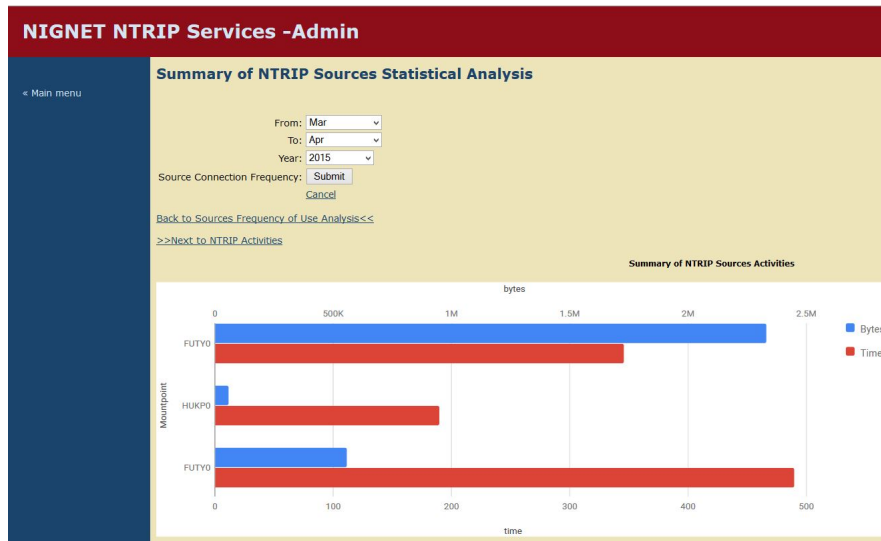 NIGNET NTRIP Services -Admin
« Main menu
Summary of NTRIP Sources Statistical Analysis
From: Mar
To: Apr
Year: 2015
Source Connection Frequency: Submit
Cancel
Back to Sources Frequency of Use Analysis<<
>>Next to NTRIP Activities
Summary of NTRIP Sources Activities
bytes
0 500K 1M 1.5M 2M 2.5M
Bytes
Time
Mountpoint
FUTY0
HUKP0
FUTY0
0 100 200 300 400 500
time